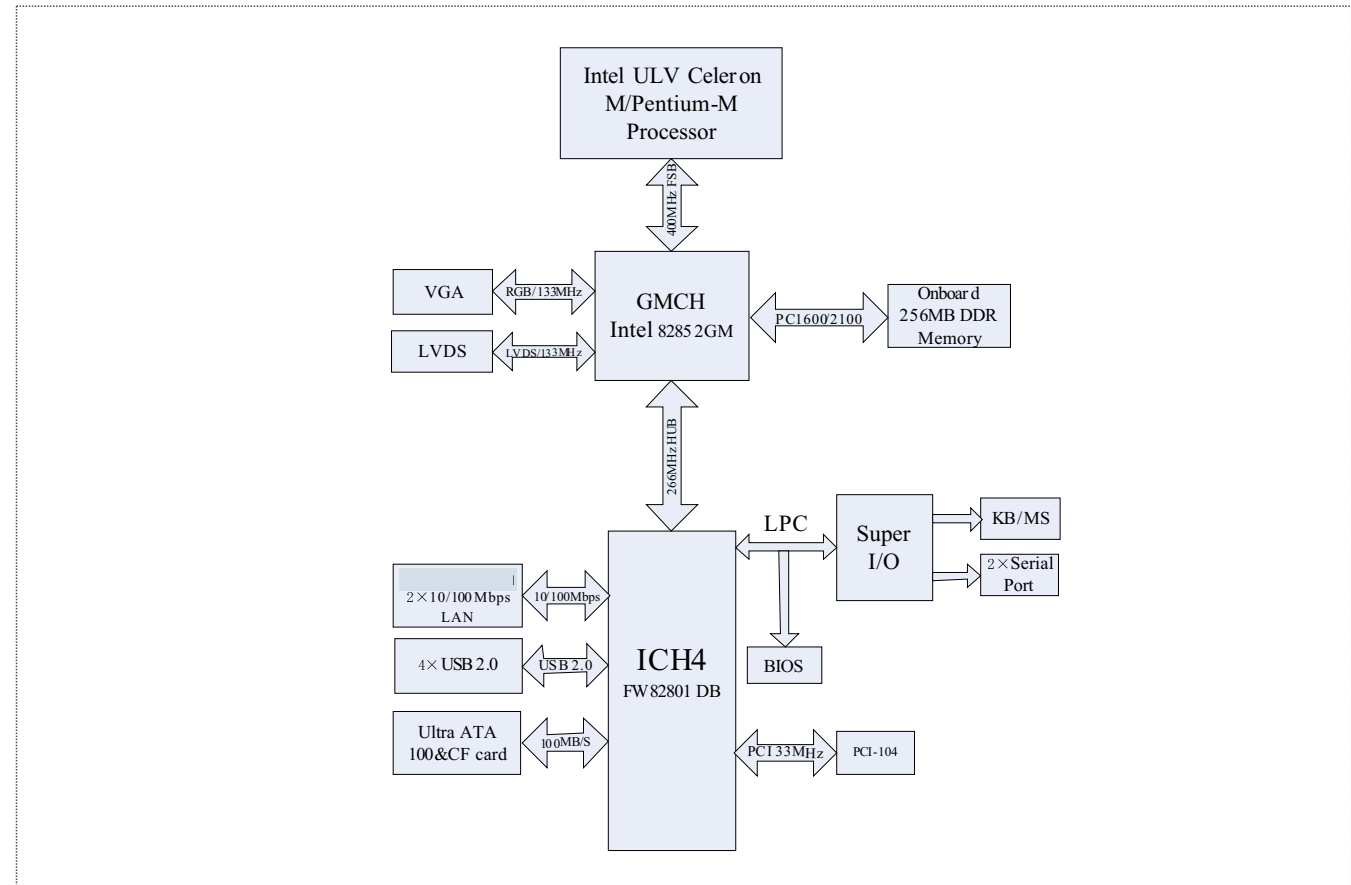 Intel ULV Celeron
M/Pentium-M
Processor
400MHz FSB
VGA
RGB/133MHz
GMCH
Intel 82852GM
PC1600/2100
Onboard
256MB DDR
Memory
LVDS
LVDS/133MHz
266MHz HUB
LPC
Super
I/O
KB/MS
2×Serial
Port
2×10/100Mbps
LAN
10/100Mbps
4×USB 2.0
USB 2.0
ICH4
FW82801 DB
BIOS
Ultra ATA
100&CF card
100MB/S
PCI 33MHz
PCI-104